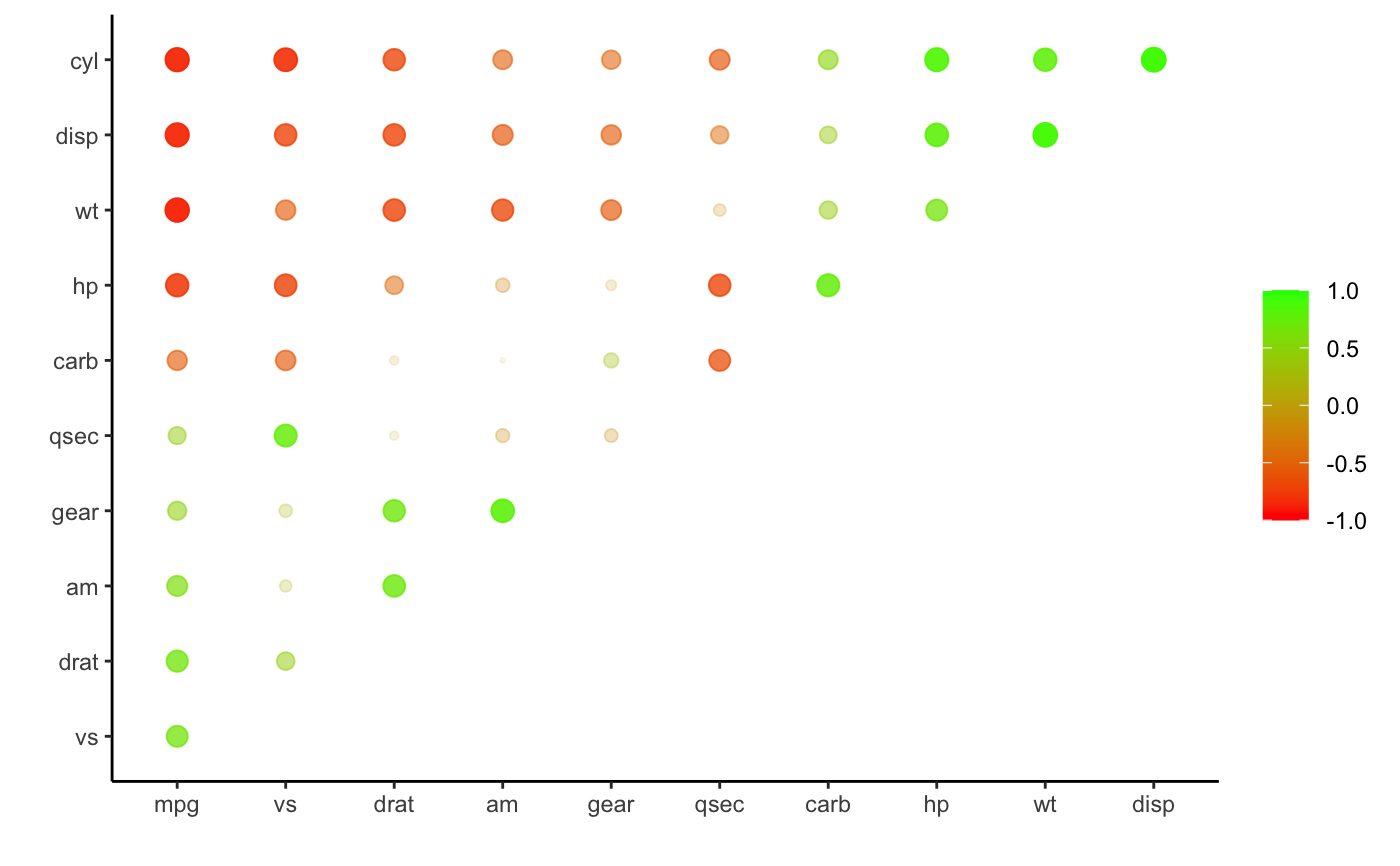 cyl
disp
wt
hp
carb
qsec
gear
am
drat
vs
mpg vs drat am gear qsec carb hp wt disp
1.0
0.5
0.0
-0.5
-1.0